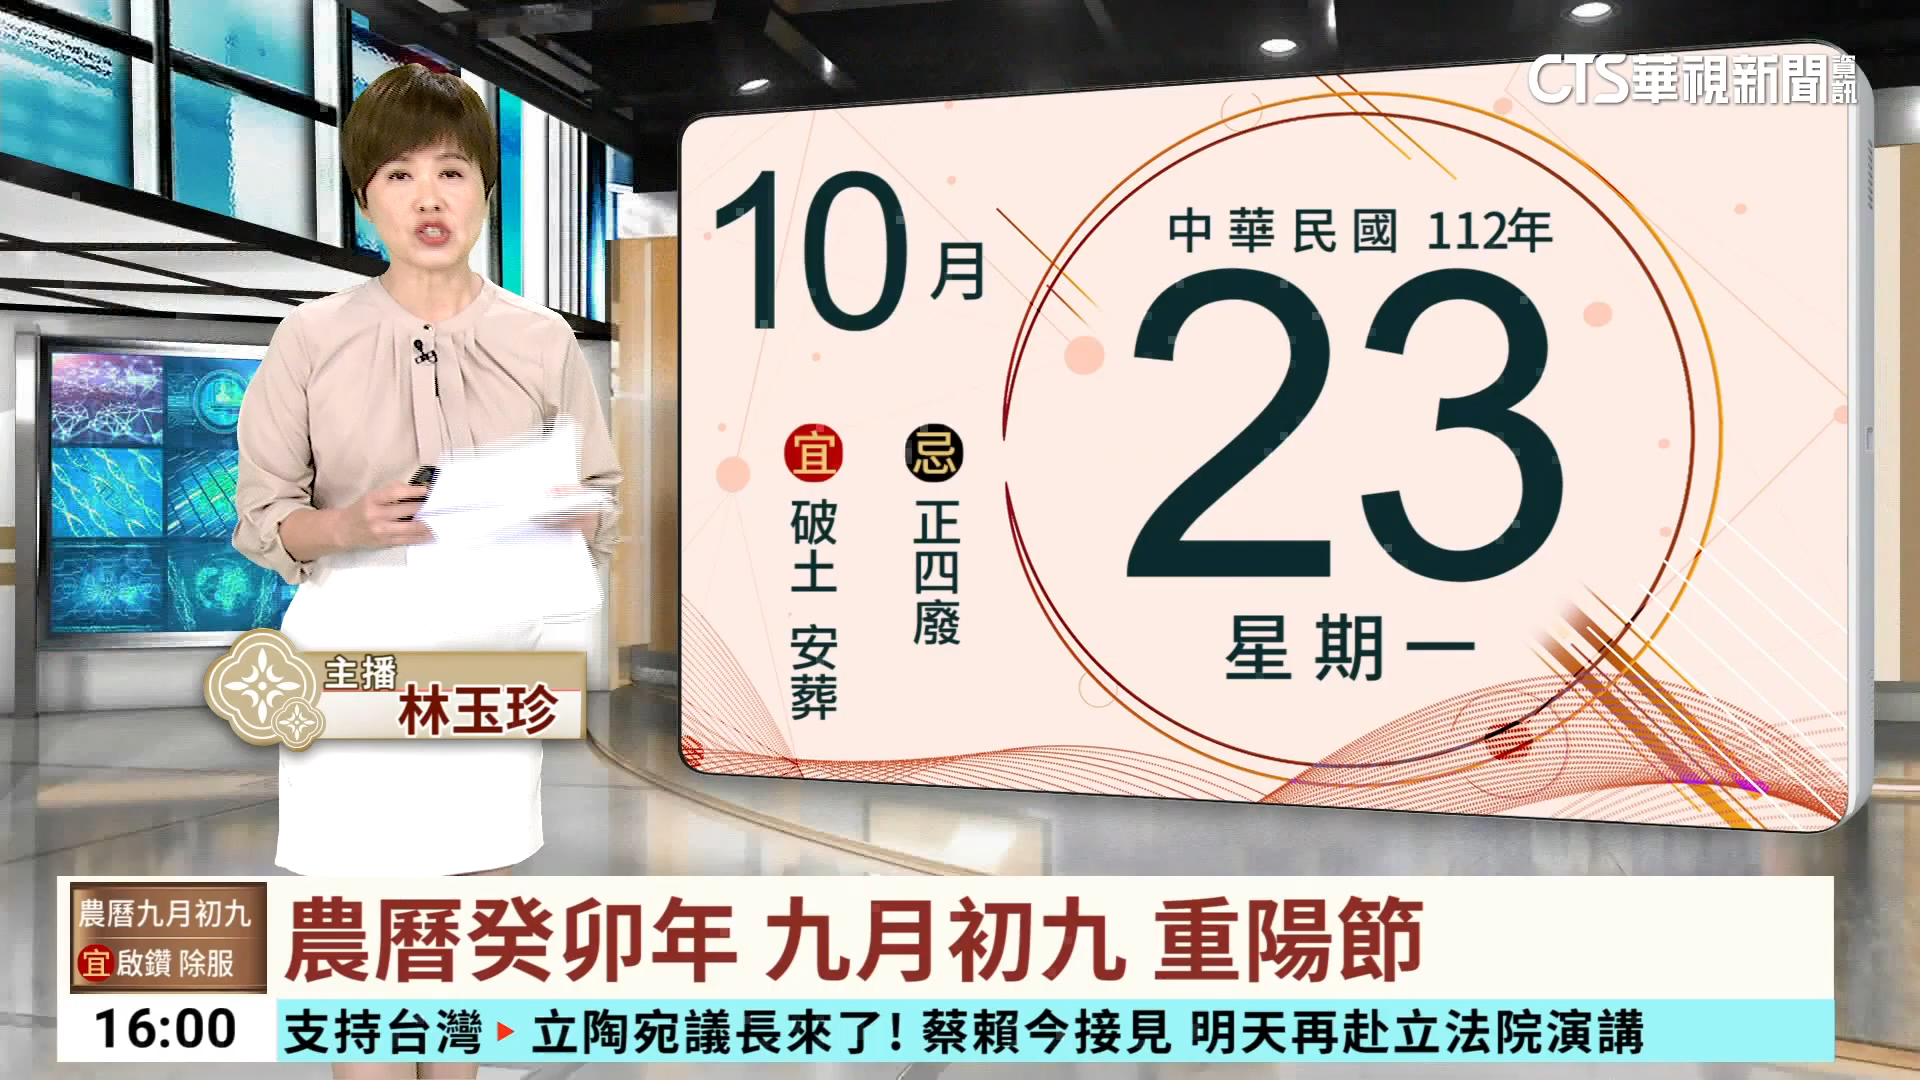 CTS華視新聞資訊
10月
中華民國 112年
23
星期一
宜
破土 安葬
忌
正四廢
主播
林玉珍
農曆九月初九
宜啟鑽 除服
農曆癸卯年 九月初九 重陽節
16:00
支持台灣▶立陶宛議長來了! 蔡賴今接見 明天再赴立法院演講